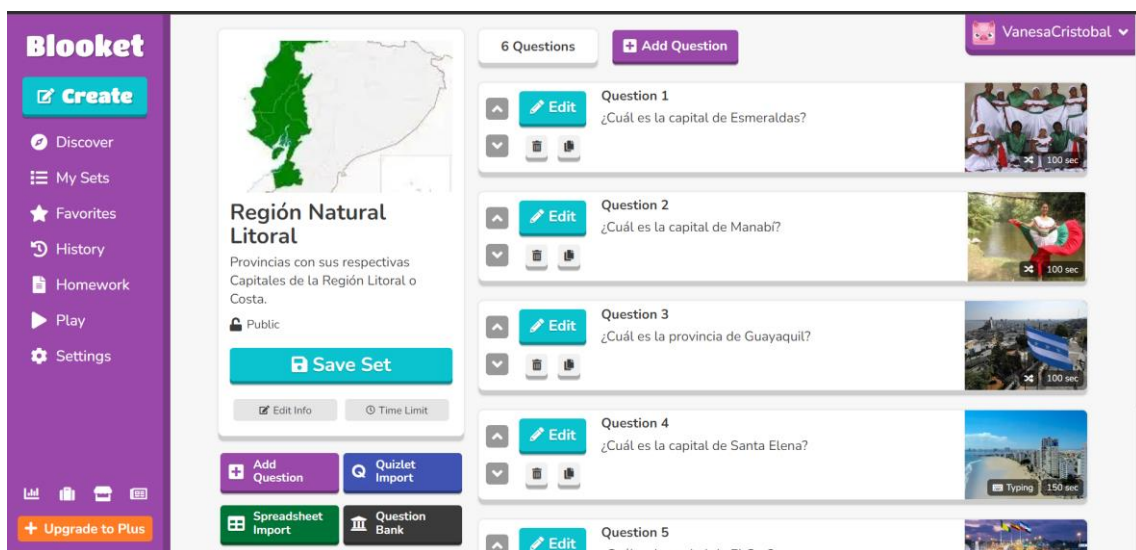 Blooket
Create
Discover
My Sets
Favorites
History
Homework
Play
Settings
Upgrade to Plus
Región Natural
Litoral
Provincias con sus respectivas
Capitales de la Región Litoral o
Costa.
Public
Save Set
Edit Info
Time Limit
Add
Question
Q Quizlet
Import
Spreadsheet
Import
Question
Bank
6 Questions
Add Question
VanesaCristobal
Question 1
Edit
¿Cuál es la capital de Esmeraldas?
100 sec
Question 2
Edit
¿Cuál es la capital de Manabí?
100 sec
Question 3
Edit
¿Cuál es la provincia de Guayaquil?
100 sec
Question 4
Edit
¿Cuál es la capital de Santa Elena?
Typing
150 sec
Question 5
Edit